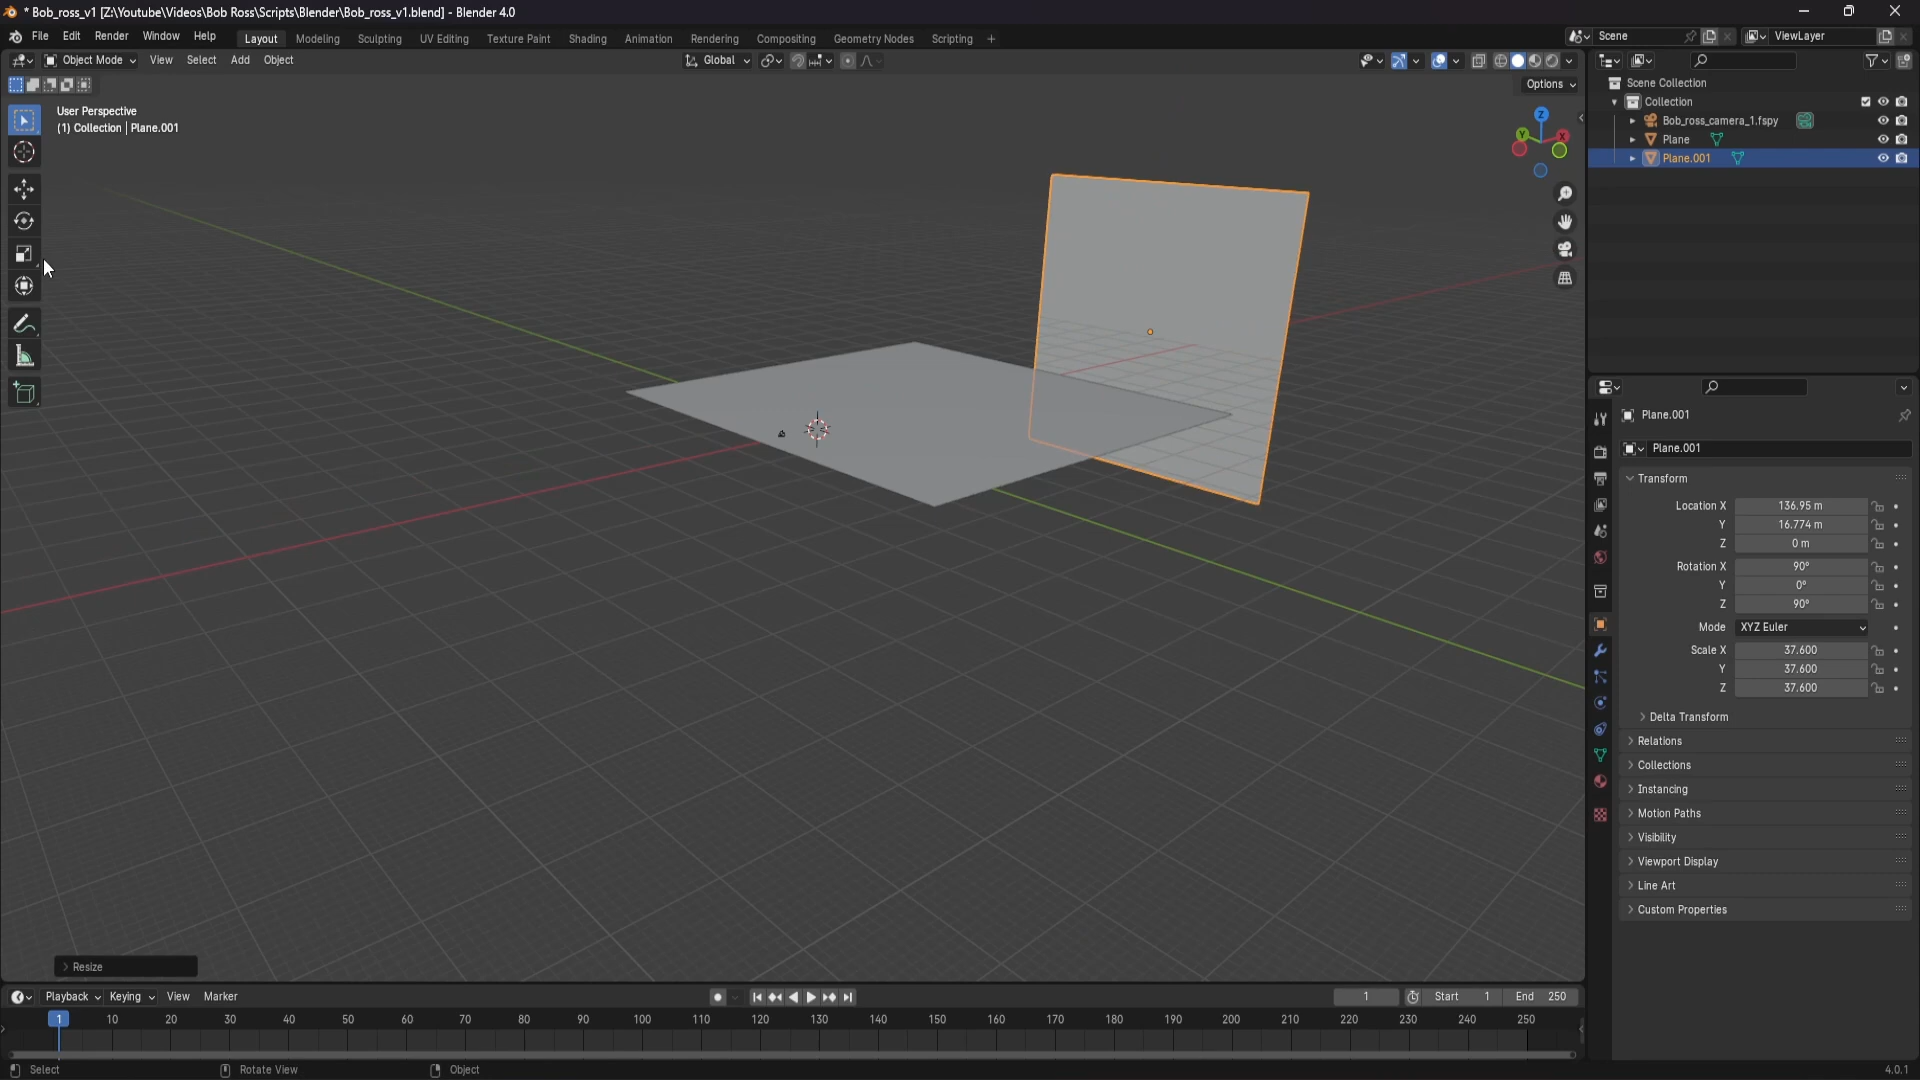 * Bob_ross_v1 [Z:\Youtube\Videos\Bob Ross\Scripts\Blender\Bob_ross_v1.blend] - Blender 4.0
File Edit Render Window Help Layout Modeling Sculpting UV Editing Texture Paint Shading Animation Rendering Compositing Geometry Nodes Scripting + Scene ViewLayer
Object Mode View Select Add Object Global
Options
User Perspective
(1) Collection | Plane.001
Z
Y
X
Scene Collection
Collection
Bob_ross_camera_1.fspy
Plane
Plane.001
Plane.001
Plane.001
Transform
Location X 136.95 m
Y 16.774 m
Z 0 m
Rotation X 90°
Y 0°
Z 90°
Mode XYZ Euler
Scale X 37.600
Y 37.600
Z 37.600
Delta Transform
Relations
Collections
Instancing
Motion Paths
Visibility
Viewport Display
Line Art
Custom Properties
Resize
Playback Keying View Marker 1 Start 1 End 250
1 10 20 30 40 50 60 70 80 90 100 110 120 130 140 150 160 170 180 190 200 210 220 230 240 250
Select Rotate View Object 4.0.1